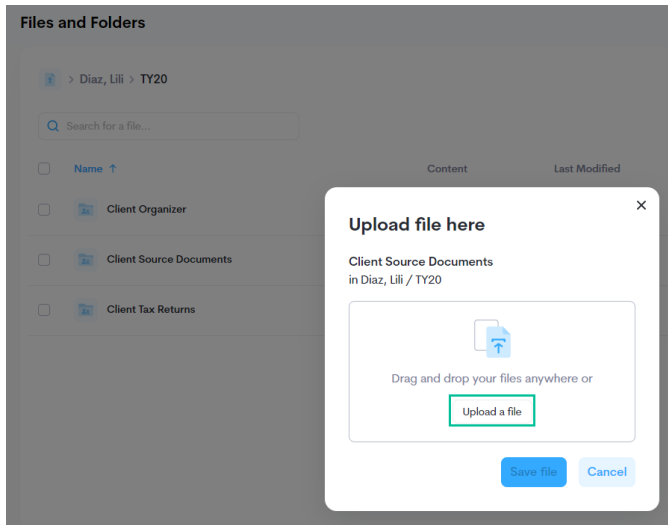 Files and Folders
> Diaz, Lili > TY20
Search for a file...
Name ↑ Content Last Modified
Client Organizer
Client Source Documents
Client Tax Returns
Upload file here
Client Source Documents
in Diaz, Lili / TY20
Drag and drop your files anywhere or
Upload a file
Save file Cancel